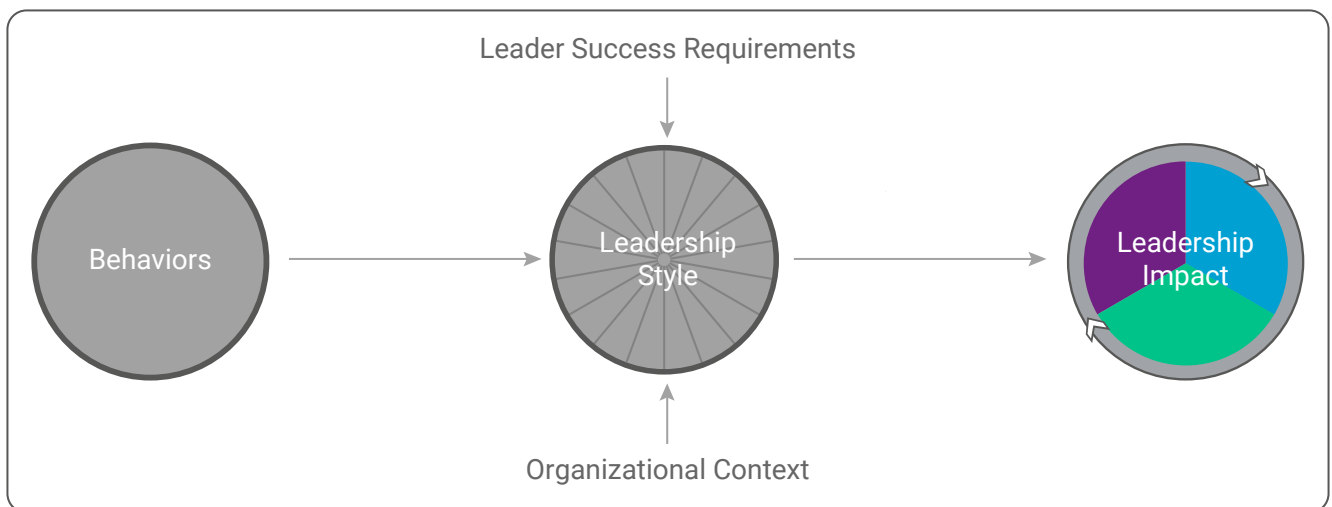 Leader Success Requirements
Behaviors
Leadership
Style
Leadership
Impact
Organizational Context